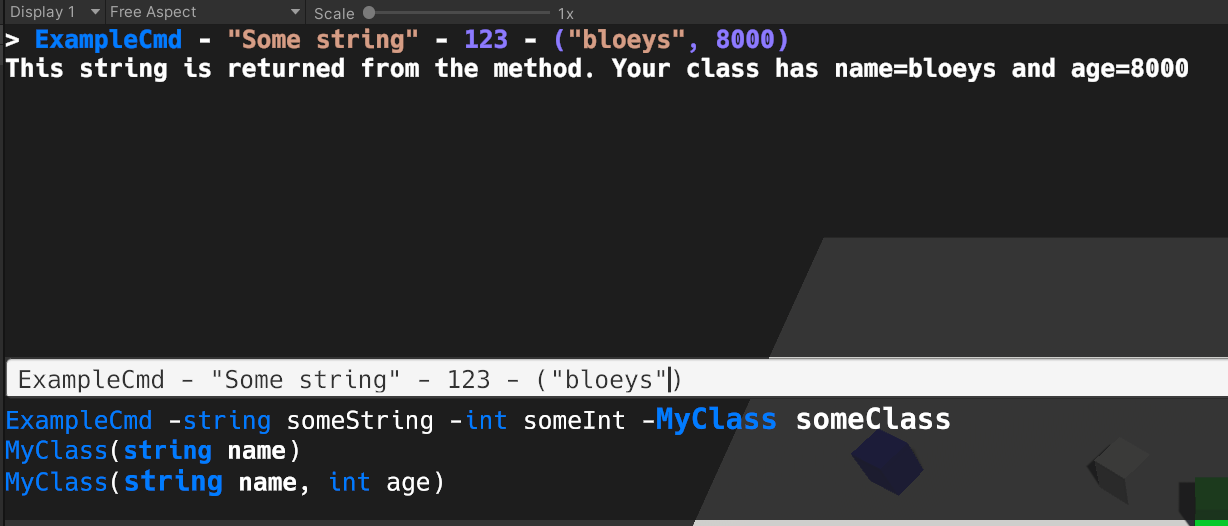 Display 1 Free Aspect Scale 1x
> ExampleCmd - "Some string" - 123 - ("bloeys", 8000)
This string is returned from the method. Your class has name=bloeys and age=8000
ExampleCmd - "Some string" - 123 - ("bloeys")
ExampleCmd -string someString -int someInt -MyClass someClass
MyClass(string name)
MyClass(string name, int age)